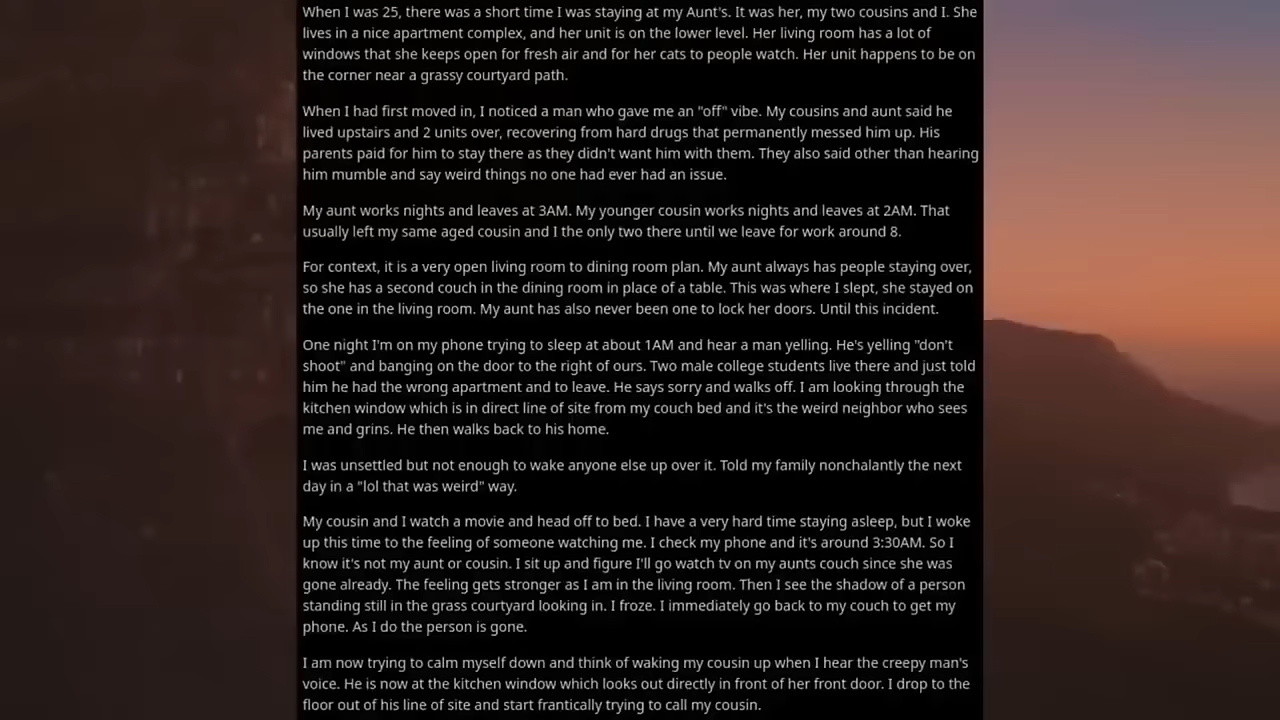 When I was 25, there was a short time I was staying at my Aunt's. It was her, my two cousins and I. She
lives in a nice apartment complex, and her unit is on the lower level. Her living room has a lot of
windows that she keeps open for fresh air and for her cats to people watch. Her unit happens to be on
the corner near a grassy courtyard path.
When I had first moved in, I noticed a man who gave me an "off" vibe. My cousins and aunt said he
lived upstairs and 2 units over, recovering from hard drugs that permanently messed him up. His
parents paid for him to stay there as they didn't want him with them. They also said other than hearing
him mumble and say weird things no one had ever had an issue.
My aunt works nights and leaves at 3AM. My younger cousin works nights and leaves at 2AM. That
usually left my same aged cousin and I the only two there until we leave for work around 8.
For context, it is a very open living room to dining room plan. My aunt always has people staying over,
so she has a second couch in the dining room in place of a table. This was where I slept, she stayed on
the one in the living room. My aunt has also never been one to lock her doors. Until this incident.
One night I'm on my phone trying to sleep at about 1AM and hear a man yelling. He's yelling "don't
shoot" and banging on the door to the right of ours. Two male college students live there and just told
him he had the wrong apartment and to leave. He says sorry and walks off. I am looking through the
kitchen window which is in direct line of site from my couch bed and it's the weird neighbor who sees
me and grins. He then walks back to his home.
I was unsettled but not enough to wake anyone else up over it. Told my family nonchalantly the next
day in a "lol that was weird" way.
My cousin and I watch a movie and head off to bed. I have a very hard time staying asleep, but I woke
up this time to the feeling of someone watching me. I check my phone and it's around 3:30AM. So I
know it's not my aunt or cousin. I sit up and figure I'll go watch tv on my aunts couch since she was
gone already. The feeling gets stronger as I am in the living room. Then I see the shadow of a person
standing still in the grass courtyard looking in. I froze. I immediately go back to my couch to get my
phone. As I do the person is gone.
I am now trying to calm myself down and think of waking my cousin up when I hear the creepy man's
voice. He is now at the kitchen window which looks out directly in front of her front door. I drop to the
floor out of his line of site and start frantically trying to call my cousin.